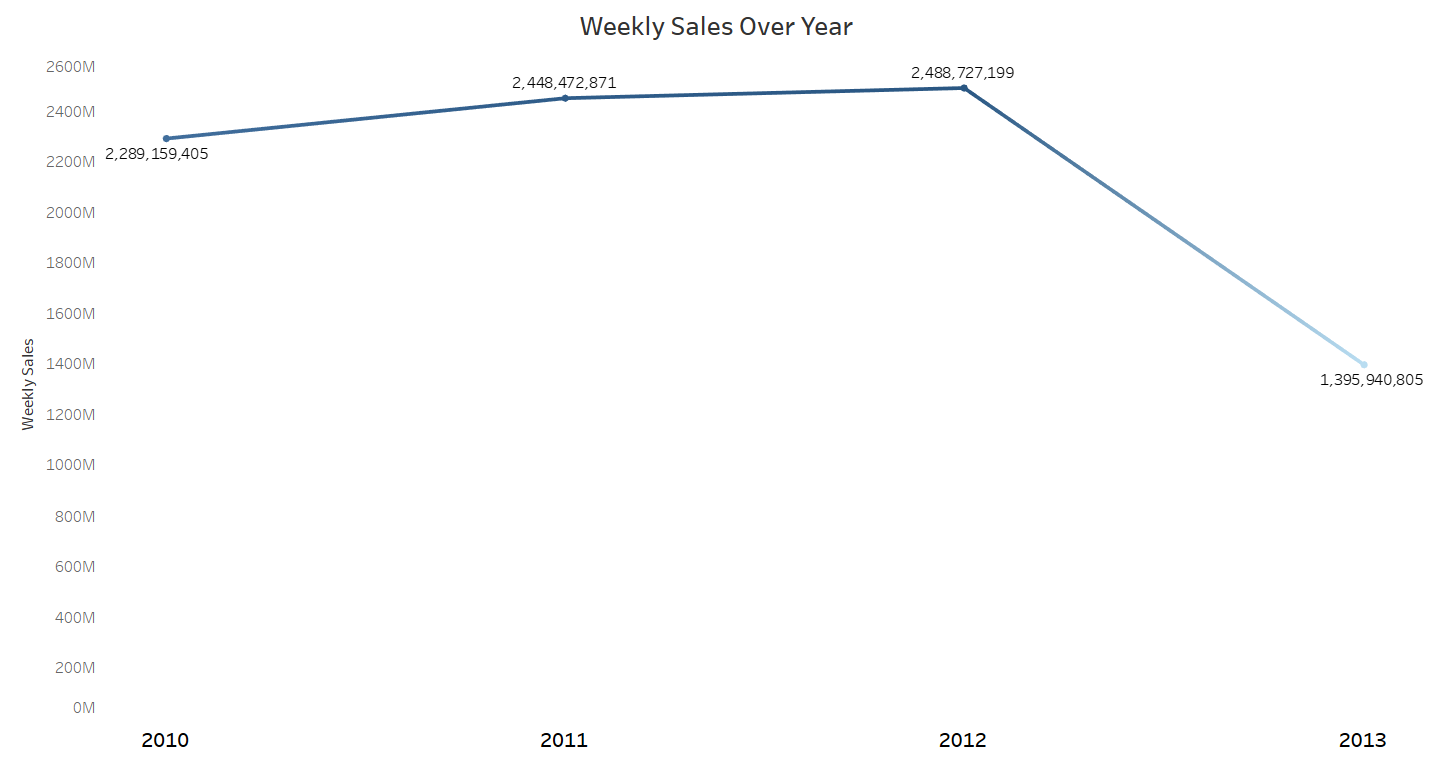 Weekly Sales Over Year
2600M
2,488,727,199
2,448,472,871
2400M
2,289,159,405
2200M
2000M
1800M
1600M
Weekly Sales
1400M
1,395,940,805
1200M
1000M
800M
600M
400M
200M
0M
2010 2011 2012 2013